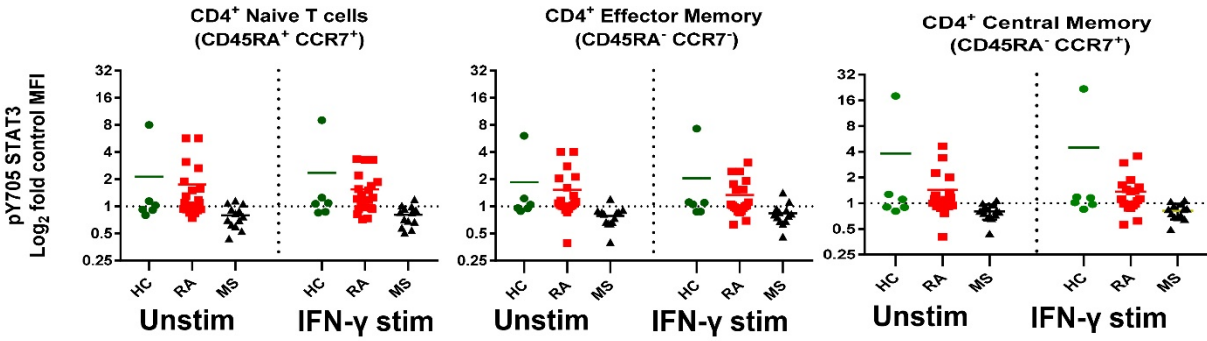 CD4⁺ Naive T cells
(CD45RA⁺ CCR7⁺)
CD4⁺ Effector Memory
(CD45RA⁻ CCR7⁻)
CD4⁺ Central Memory
(CD45RA⁻ CCR7⁺)
pY705 STAT3
Log₂ fold control MFI
32
16
8
4
2
1
0.5
0.25
HC
RA
MS
HC
RA
MS
Unstim
IFN-γ stim
32
16
8
4
2
1
0.5
0.25
HC
RA
MS
HC
RA
MS
Unstim
IFN-γ stim
32
16
8
4
2
1
0.5
0.25
HC
RA
MS
HC
RA
MS
Unstim
IFN-γ stim